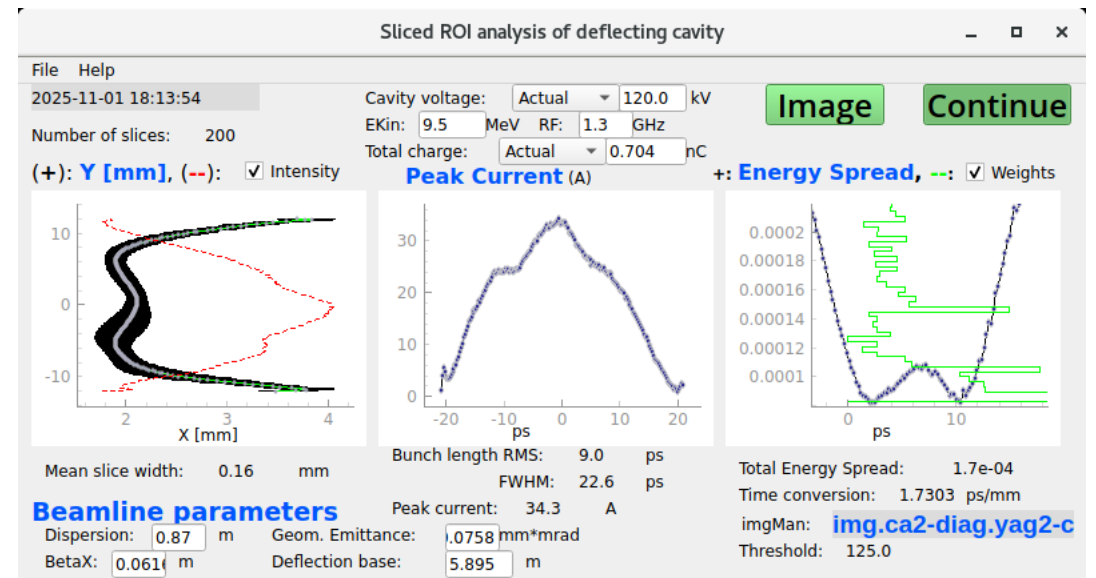 Sliced ROI analysis of deflecting cavity
File Help
2025-11-01 18:13:54
Number of slices: 200
Cavity voltage: Actual 120.0 kV
EKin: 9.5 MeV RF: 1.3 GHz
Total charge: Actual 0.704 nC
Image Continue
(+): Y [mm], (--): Intensity
10
0
-10
2 3 4
X [mm]
Mean slice width: 0.16 mm
Peak Current (A)
30
20
10
0
-20 -10 0 10 20
ps
Bunch length RMS: 9.0 ps
FWHM: 22.6 ps
Peak current: 34.3 A
+: Energy Spread, --: Weights
0.0002
0.00018
0.00016
0.00014
0.00012
0.0001
0 10
ps
Total Energy Spread: 1.7e-04
Time conversion: 1.7303 ps/mm
imgMan: img.ca2-diag.yag2-c
Threshold: 125.0
Beamline parameters
Dispersion: 0.87 m Geom. Emittance: .0758 mm*mrad
BetaX: 0.061 m Deflection base: 5.895 m